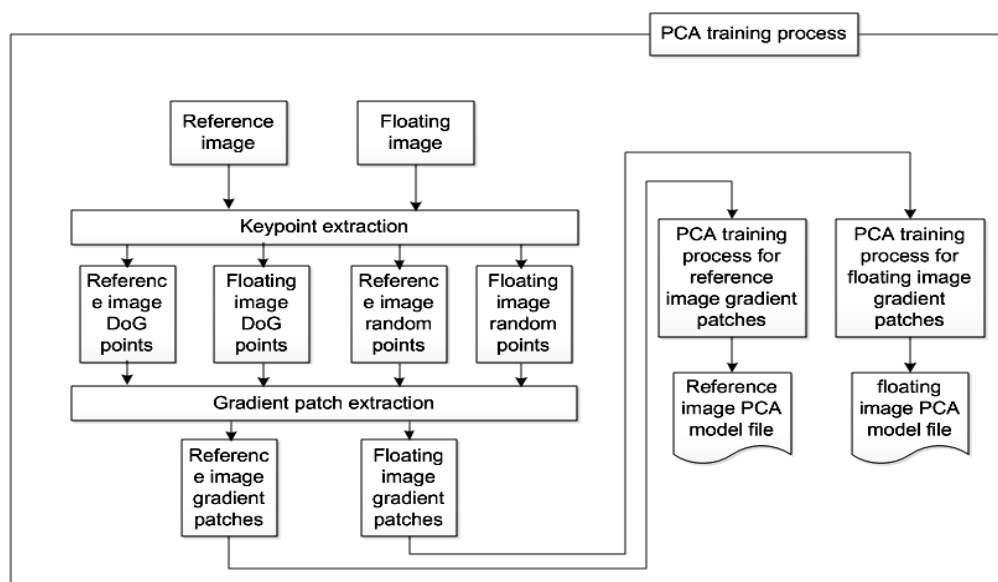 PCA training process
Reference
image
Floating
image
Keypoint extraction
Referenc
e image
DoG
points
Floating
image
DoG
points
Referenc
e image
random
points
Floating
image
random
points
Gradient patch extraction
Referenc
e image
gradient
patches
Floating
image
gradient
patches
PCA training
process for
reference
image gradient
patches
PCA training
process for
floating image
gradient
patches
Reference
image PCA
model file
floating
image PCA
model file